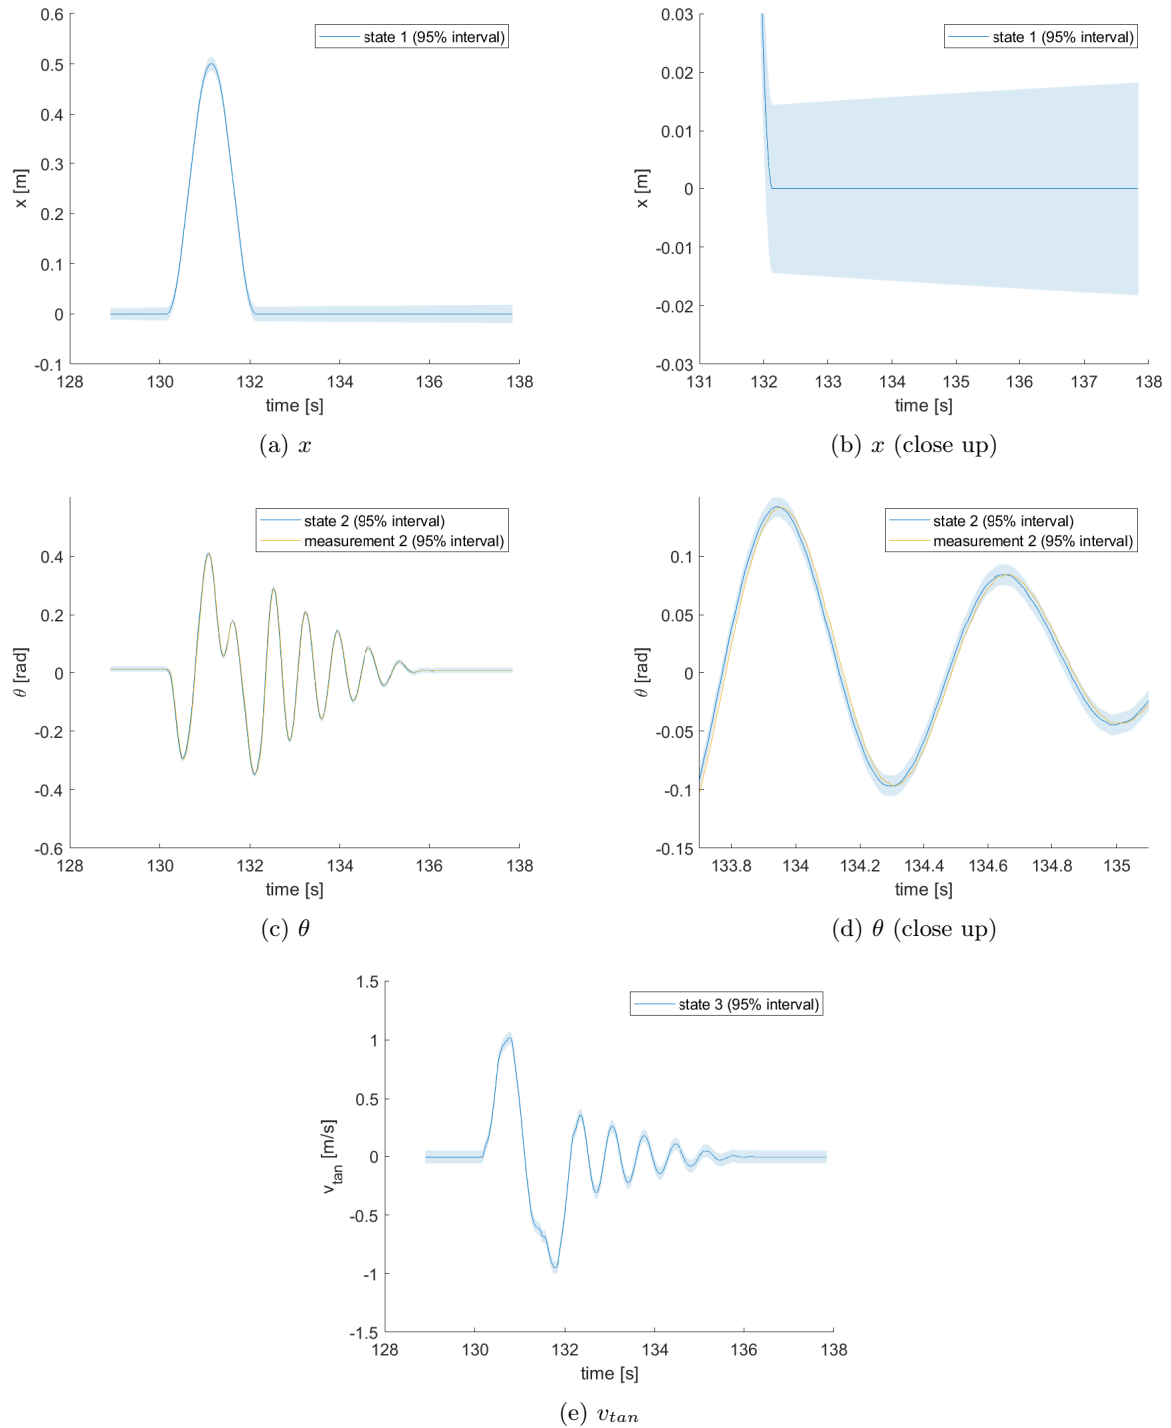 0.6
0.5
0.4
0.3
0.2
0.1
0
-0.1
x [m]
state 1 (95% interval)
128 130 132 134 136 138
time [s]
(a) x
0.03
0.02
0.01
0
-0.01
-0.02
-0.03
x [m]
state 1 (95% interval)
131 132 133 134 135 136 137 138
time [s]
(b) x (close up)
0.4
0.2
0
-0.2
-0.4
-0.6
θ [rad]
state 2 (95% interval)
measurement 2 (95% interval)
128 130 132 134 136 138
time [s]
(c) θ
0.1
0.05
0
-0.05
-0.1
-0.15
θ [rad]
state 2 (95% interval)
measurement 2 (95% interval)
133.8 134 134.2 134.4 134.6 134.8 135
time [s]
(d) θ (close up)
1.5
1
0.5
0
-0.5
-1
-1.5
v_tan [m/s]
state 3 (95% interval)
128 130 132 134 136 138
time [s]
(e) v_tan